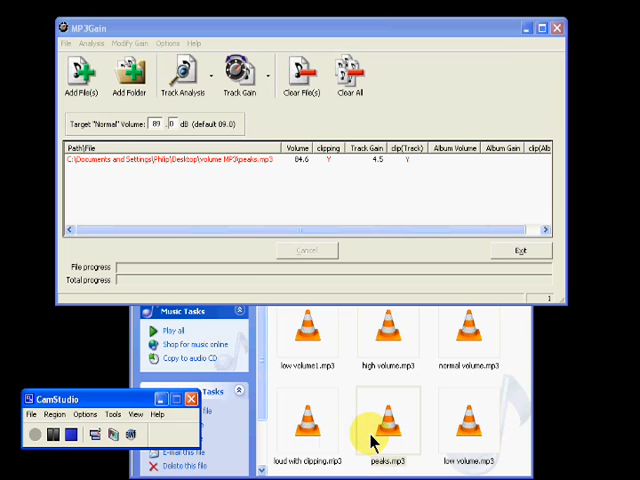 MP3Gain
File Analysis Modify Gain Options Help
Add File(s) Add Folder Track Analysis Track Gain Clear File(s) Clear All
Target "Normal" Volume: 89 .0 dB (default 89.0)
Path\File Volume clipping Track Gain clip(Track) Album Volume Album Gain clip(Alb
C:\Documents and Settings\Philip\Desktop\volume MP3\peaks.mp3 84.6 Y 4.5 Y
Cancel Exit
File progress
Total progress
1
Music Tasks
Play all
Shop for music online
Copy to audio CD
low volume1.mp3 high volume.mp3 normal volume.mp3
Tasks
file
E-mail this file
Delete this file
loud with clipping.mp3 peaks.mp3 low volume.mp3
CamStudio
File Region Options Tools View Help